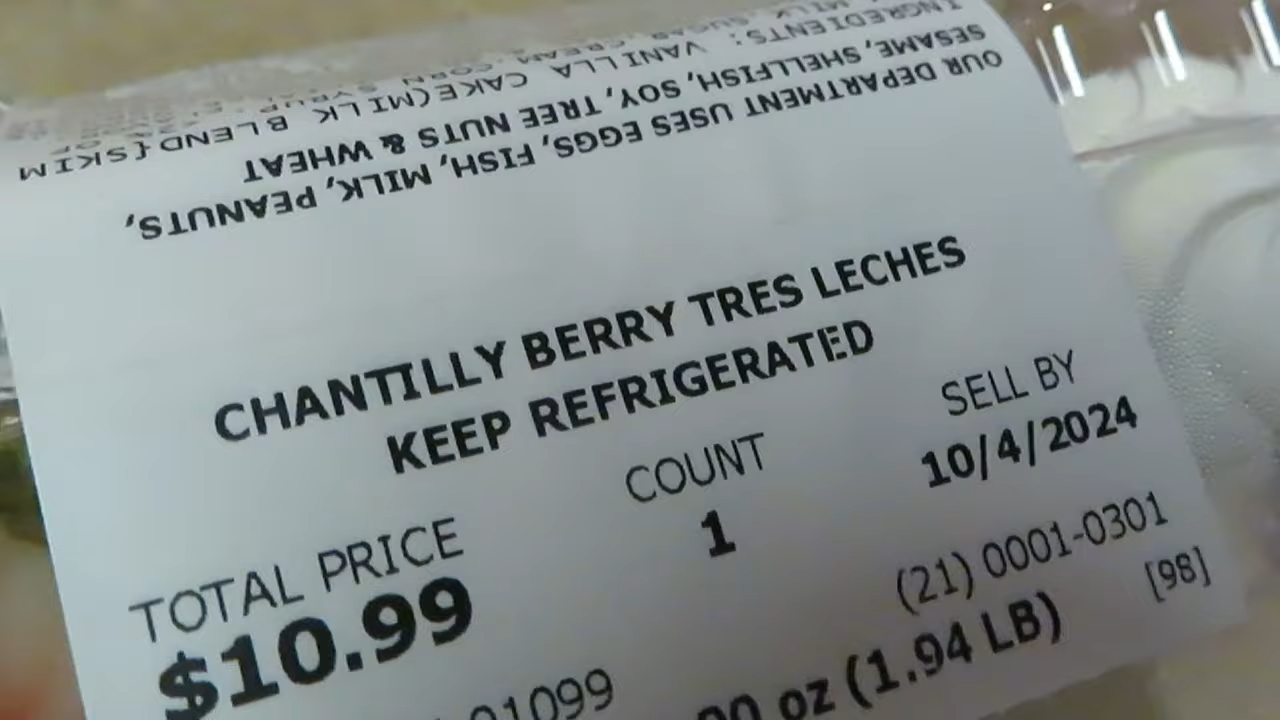 OUR DEPARTMENT USES EGGS, FISH, MILK, PEANUTS,
SESAME, SHELLFISH, SOY, TREE NUTS & WHEAT
INGREDIENTS: VANILLA CAKE(MILK BLEND{SKIM
CHANTILLY BERRY TRES LECHES
KEEP REFRIGERATED
TOTAL PRICE COUNT SELL BY
$10.99 1 10/4/2024
(21) 0001-0301
[98]
01099 oz (1.94 LB)